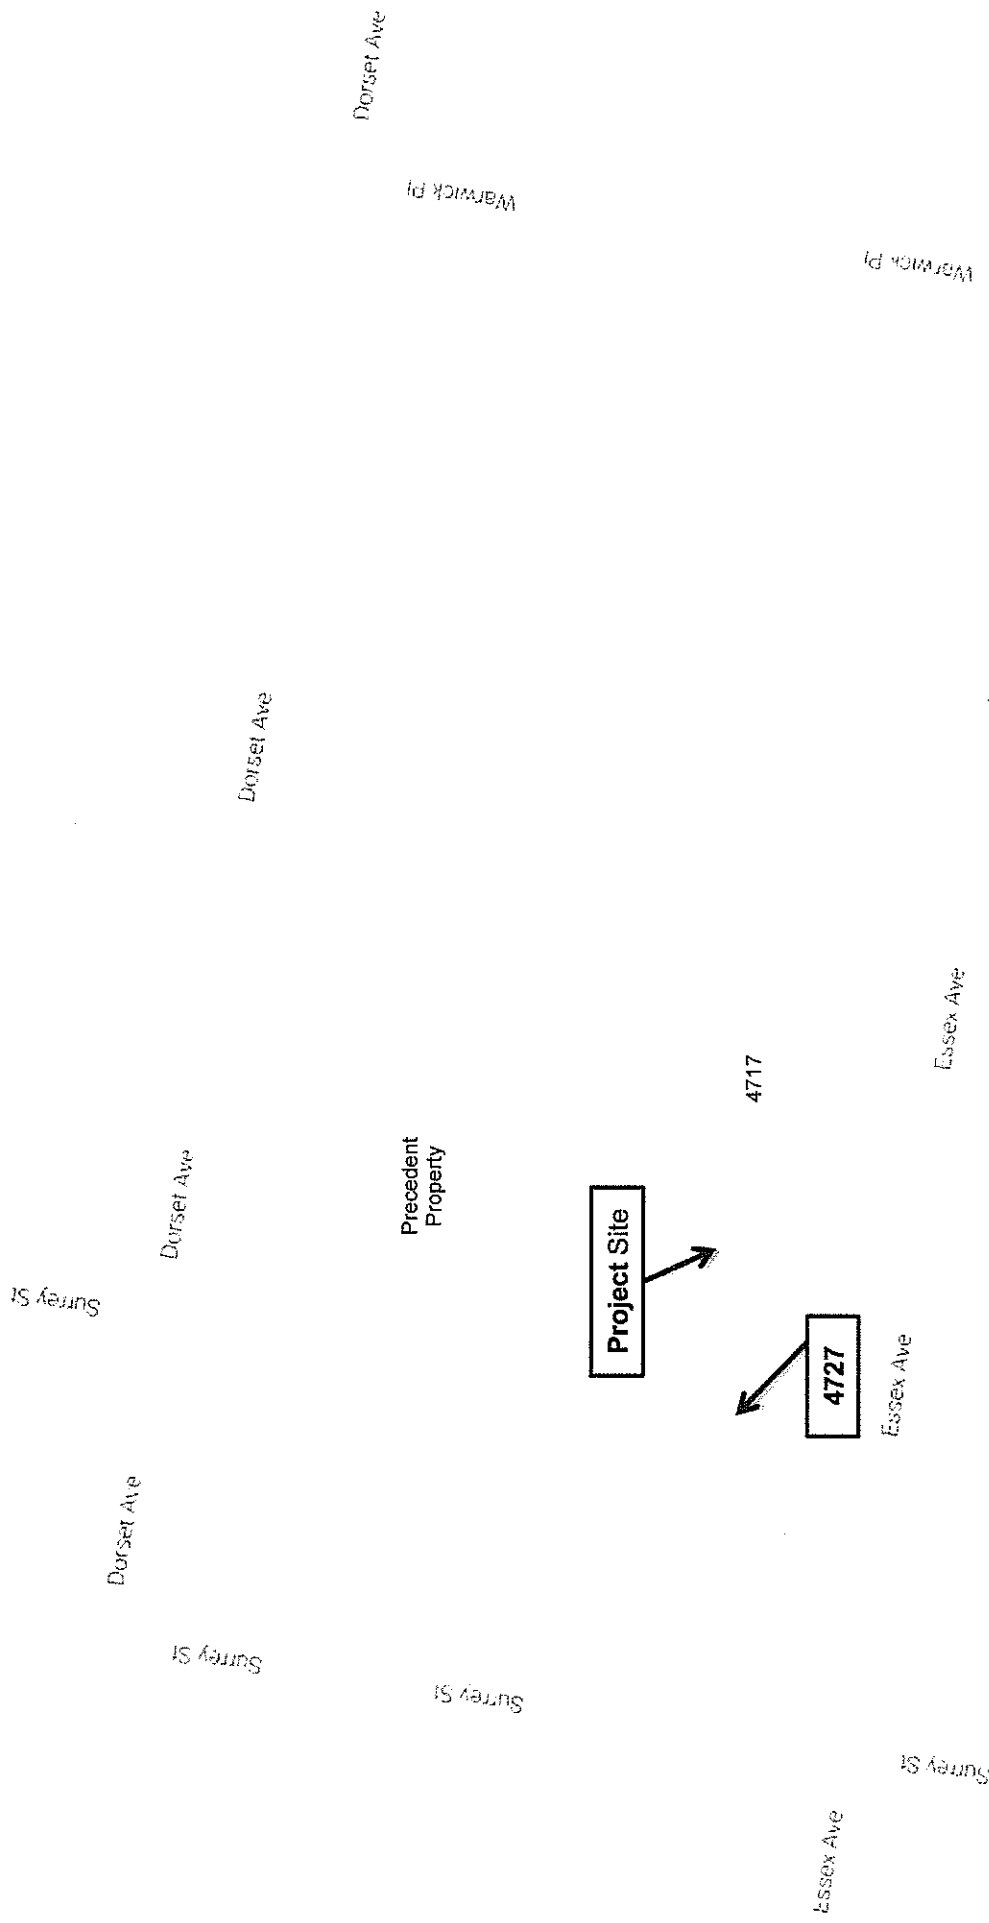 Surrey St
Dorset Ave
Dorset Ave
Dorset Ave
Dorset Ave
Warwick Pl
Warwick Pl
Surrey St
Surrey St
Precedent
Property
Project Site
4717
4727
Essex Ave
Essex Ave
Essex Ave
Surrey St